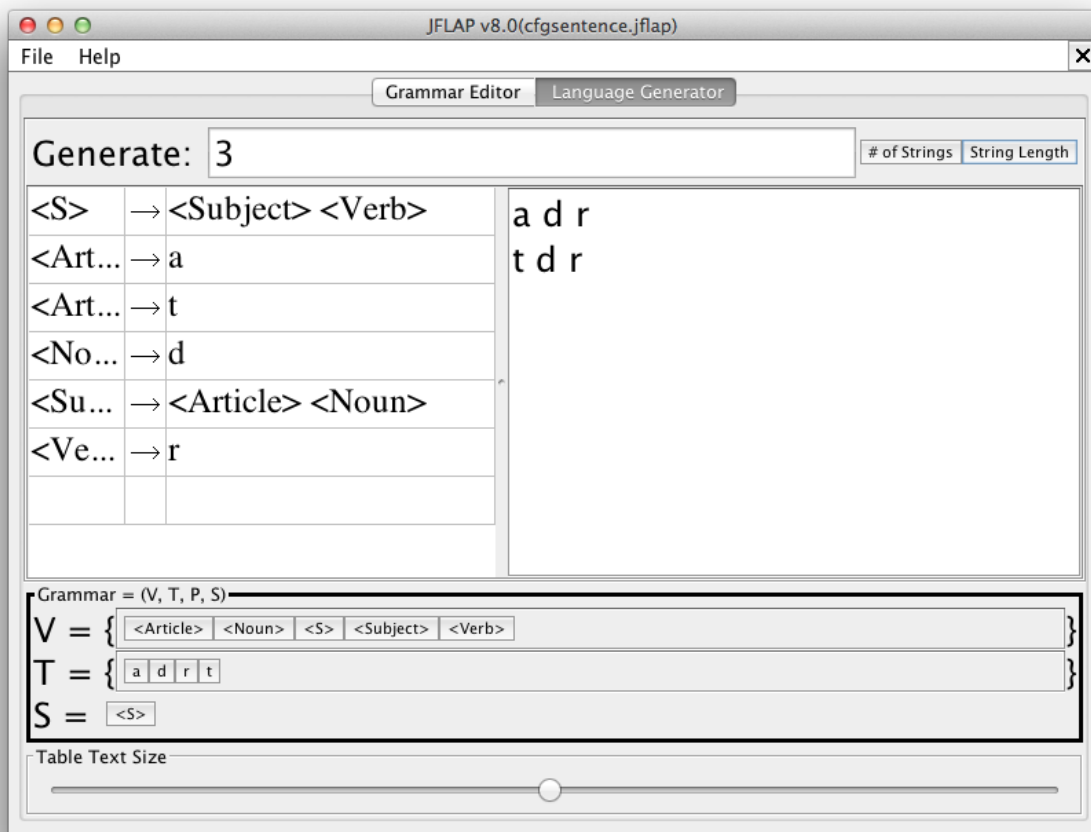 JFLAP v8.0(cfgsentence.jflap)
File Help
Grammar Editor Language Generator
Generate: 3 # of Strings String Length
<S> → <Subject> <Verb>
<Art... → a
<Art... → t
<No... → d
<Su... → <Article> <Noun>
<Ve... → r
a d r
t d r
Grammar = (V, T, P, S)
V = { <Article> <Noun> <S> <Subject> <Verb> }
T = { a d r t }
S = <S>
Table Text Size